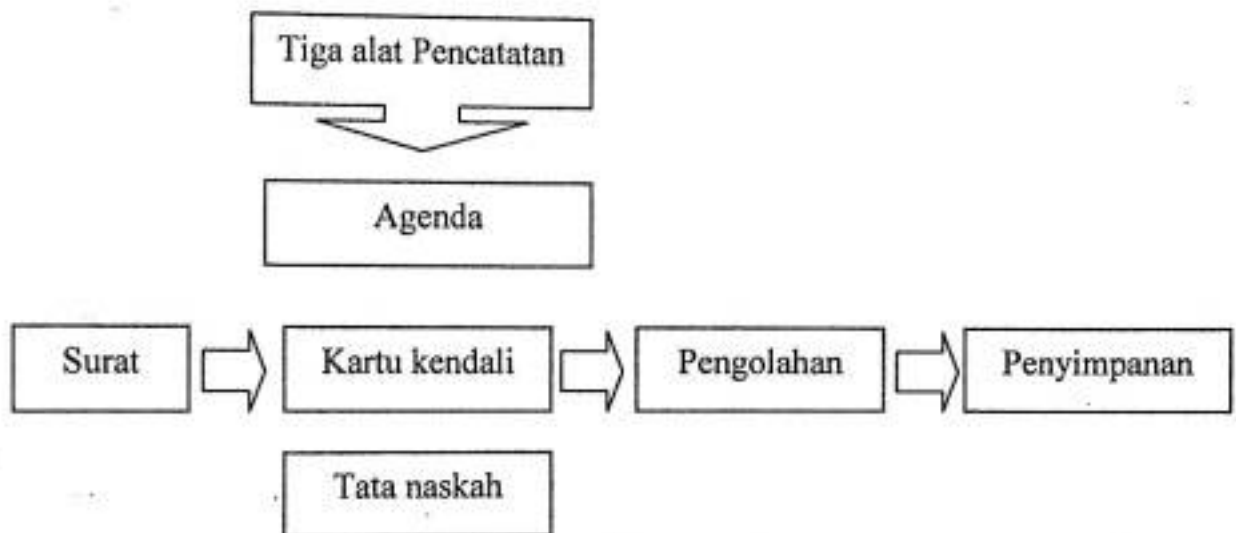 Tiga alat Pencatatan
Agenda
Surat
Kartu kendali
Pengolahan
Penyimpanan
Tata naskah